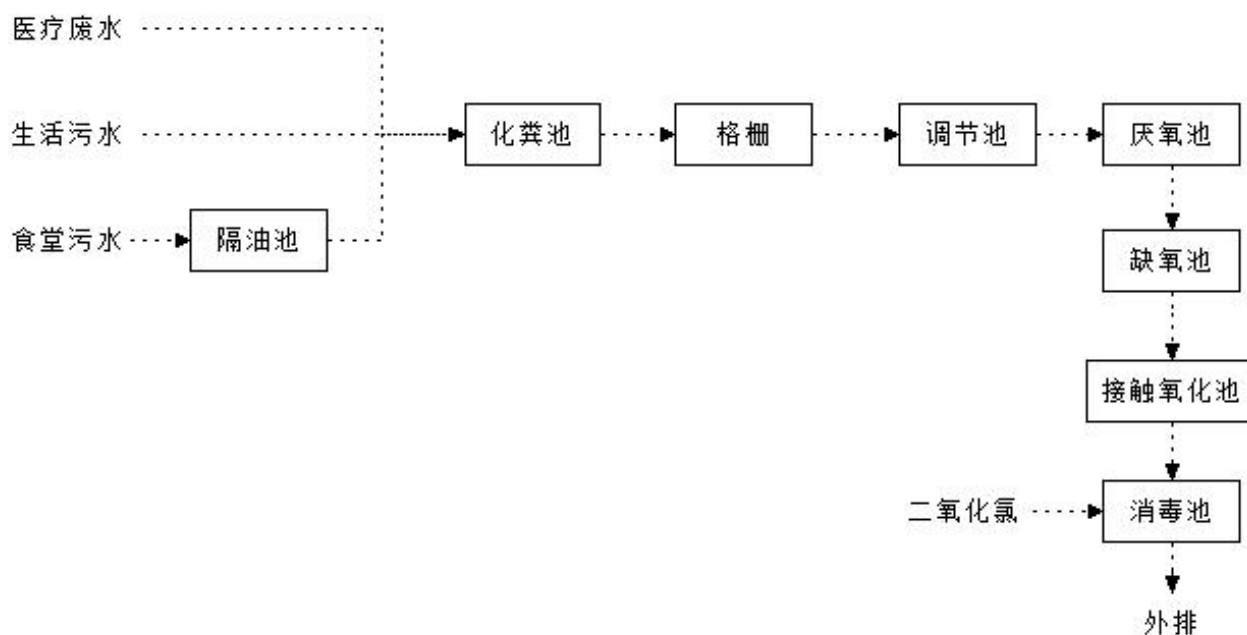 医疗废水
生活污水
化粪池
格栅
调节池
厌氧池
食堂污水
隔油池
缺氧池
接触氧化池
二氧化氯
消毒池
外排